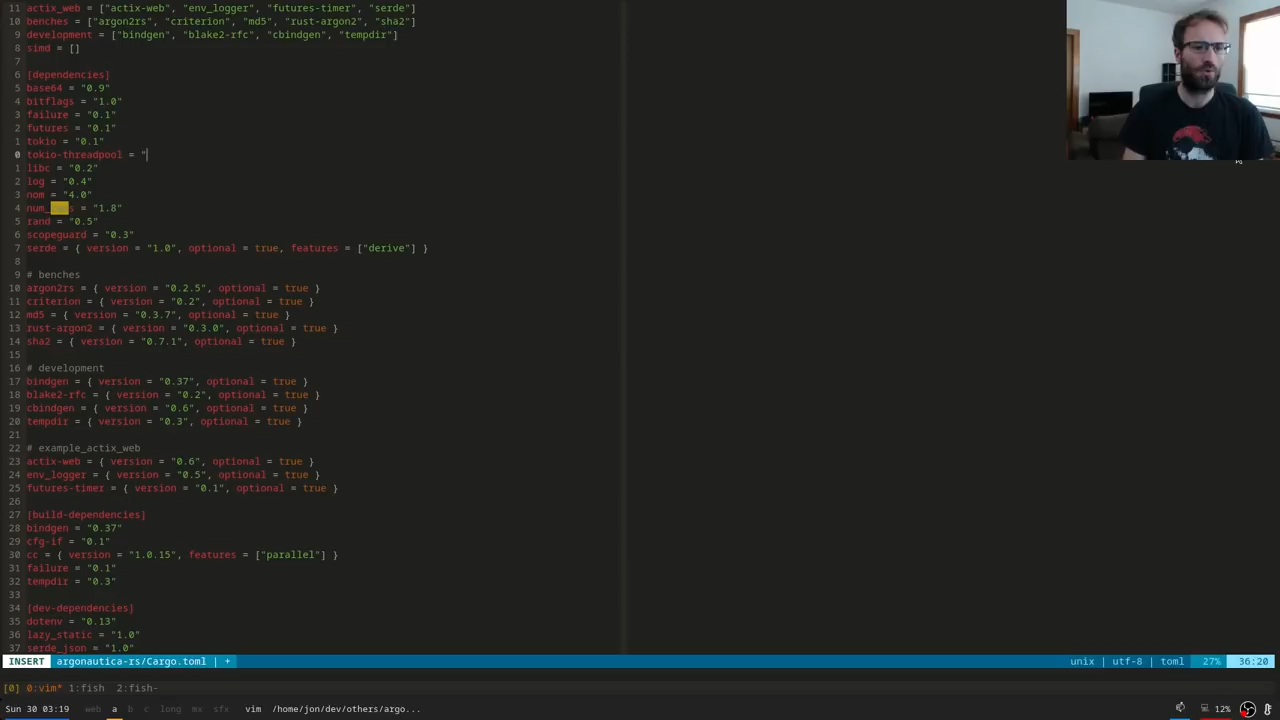 11 actix_web = ["actix-web", "env_logger", "futures-timer", "serde"]
10 benches = ["argon2rs", "criterion", "md5", "rust-argon2", "sha2"]
9 development = ["bindgen", "blake2-rfc", "cbindgen", "tempdir"]
8 simd = []
7
6 [dependencies]
5 base64 = "0.9"
4 bitflags = "1.0"
3 failure = "0.1"
2 futures = "0.1"
1 tokio = "0.1"
0 tokio-threadpool = "
1 libc = "0.2"
2 log = "0.4"
3 nom = "4.0"
4 num_cpus = "1.8"
5 rand = "0.5"
6 scopeguard = "0.3"
7 serde = { version = "1.0", optional = true, features = ["derive"] }
8
9 # benches
10 argon2rs = { version = "0.2.5", optional = true }
11 criterion = { version = "0.2", optional = true }
12 md5 = { version = "0.3.7", optional = true }
13 rust-argon2 = { version = "0.3.0", optional = true }
14 sha2 = { version = "0.7.1", optional = true }
15
16 # development
17 bindgen = { version = "0.37", optional = true }
18 blake2-rfc = { version = "0.2", optional = true }
19 cbindgen = { version = "0.6", optional = true }
20 tempdir = { version = "0.3", optional = true }
21
22 # example_actix_web
23 actix-web = { version = "0.6", optional = true }
24 env_logger = { version = "0.5", optional = true }
25 futures-timer = { version = "0.1", optional = true }
26
27 [build-dependencies]
28 bindgen = "0.37"
29 cfg-if = "0.1"
30 cc = { version = "1.0.15", features = ["parallel"] }
31 failure = "0.1"
32 tempdir = "0.3"
33
34 [dev-dependencies]
35 dotenv = "0.13"
36 lazy_static = "1.0"
37 serde_json = "1.0"
INSERT argonautica-rs/Cargo.toml | + unix | utf-8 | toml 27% 36:20
[0] 0:vim* 1:fish 2:fish-
Sun 30 03:19 web a b c long mx sfx vim /home/jon/dev/others/argo... 12%